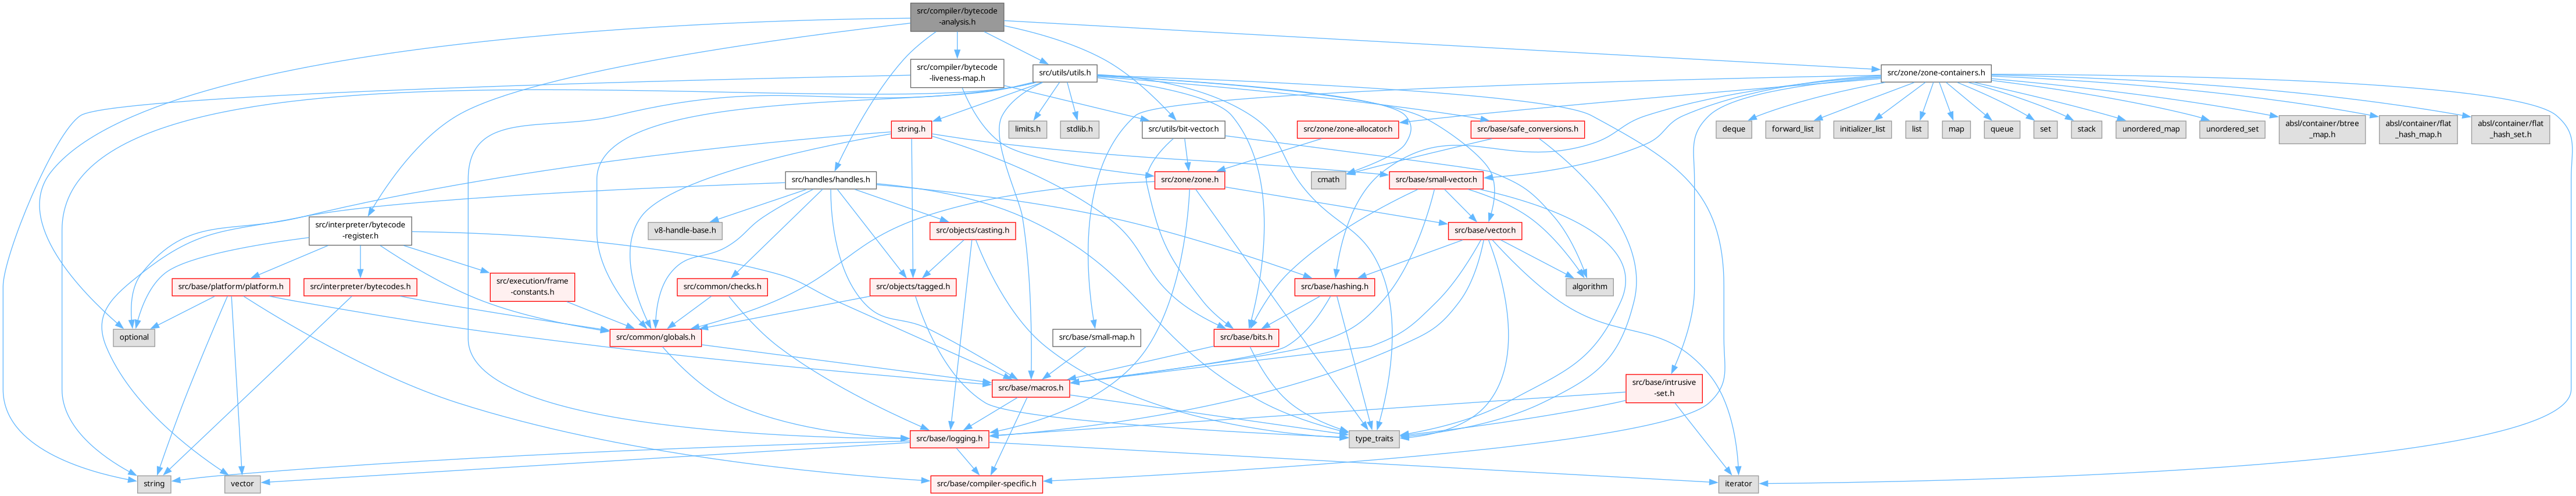 src/compiler/bytecode
-analysis.h
src/compiler/bytecode
-liveness-map.h
src/utils/utils.h
src/zone/zone-containers.h
string.h
limits.h
stdlib.h
src/utils/bit-vector.h
src/zone/zone-allocator.h
src/base/safe_conversions.h
deque
forward_list
initializer_list
list
map
queue
set
stack
unordered_map
unordered_set
absl/container/btree
_map.h
absl/container/flat
_hash_map.h
absl/container/flat
_hash_set.h
src/handles/handles.h
src/zone/zone.h
cmath
src/base/small-vector.h
src/interpreter/bytecode
-register.h
v8-handle-base.h
src/objects/casting.h
src/base/vector.h
src/base/platform/platform.h
src/interpreter/bytecodes.h
src/execution/frame
-constants.h
src/common/checks.h
src/objects/tagged.h
src/base/hashing.h
algorithm
optional
src/common/globals.h
src/base/small-map.h
src/base/bits.h
src/base/macros.h
src/base/intrusive
-set.h
src/base/logging.h
type_traits
string
vector
src/base/compiler-specific.h
iterator